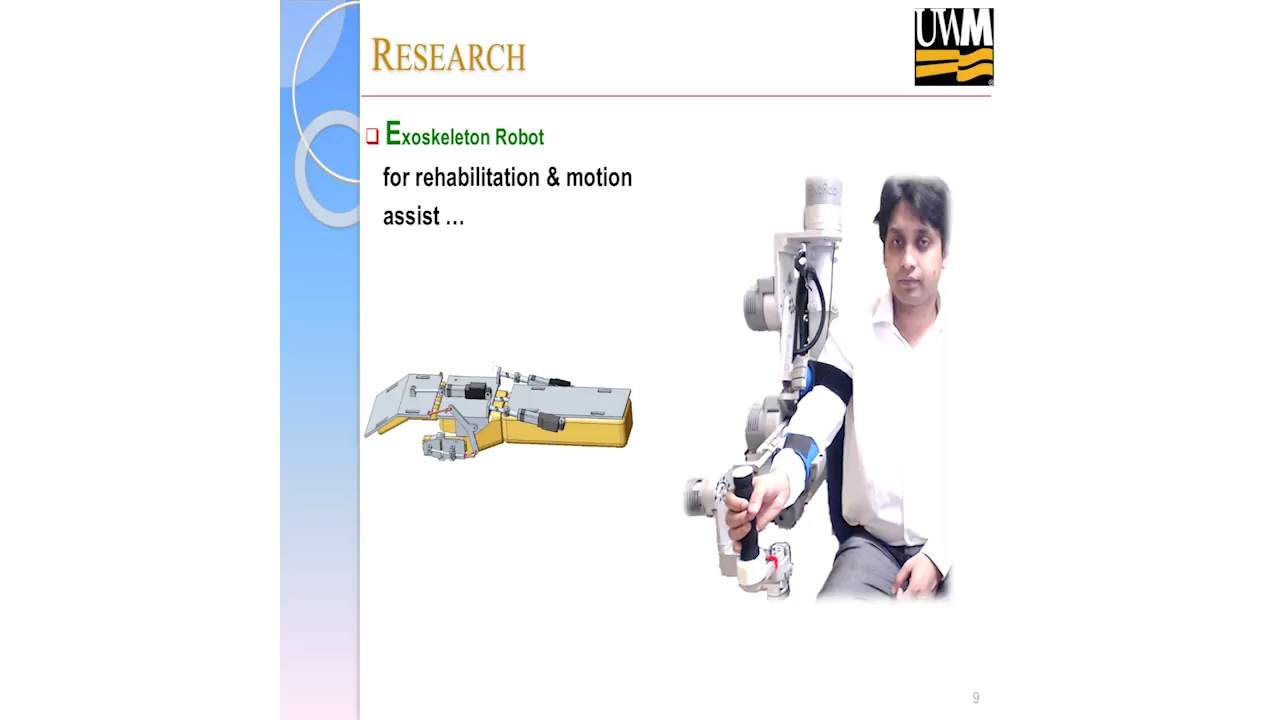 RESEARCH
UWM
❑ Exoskeleton Robot
for rehabilitation & motion
assist …
9